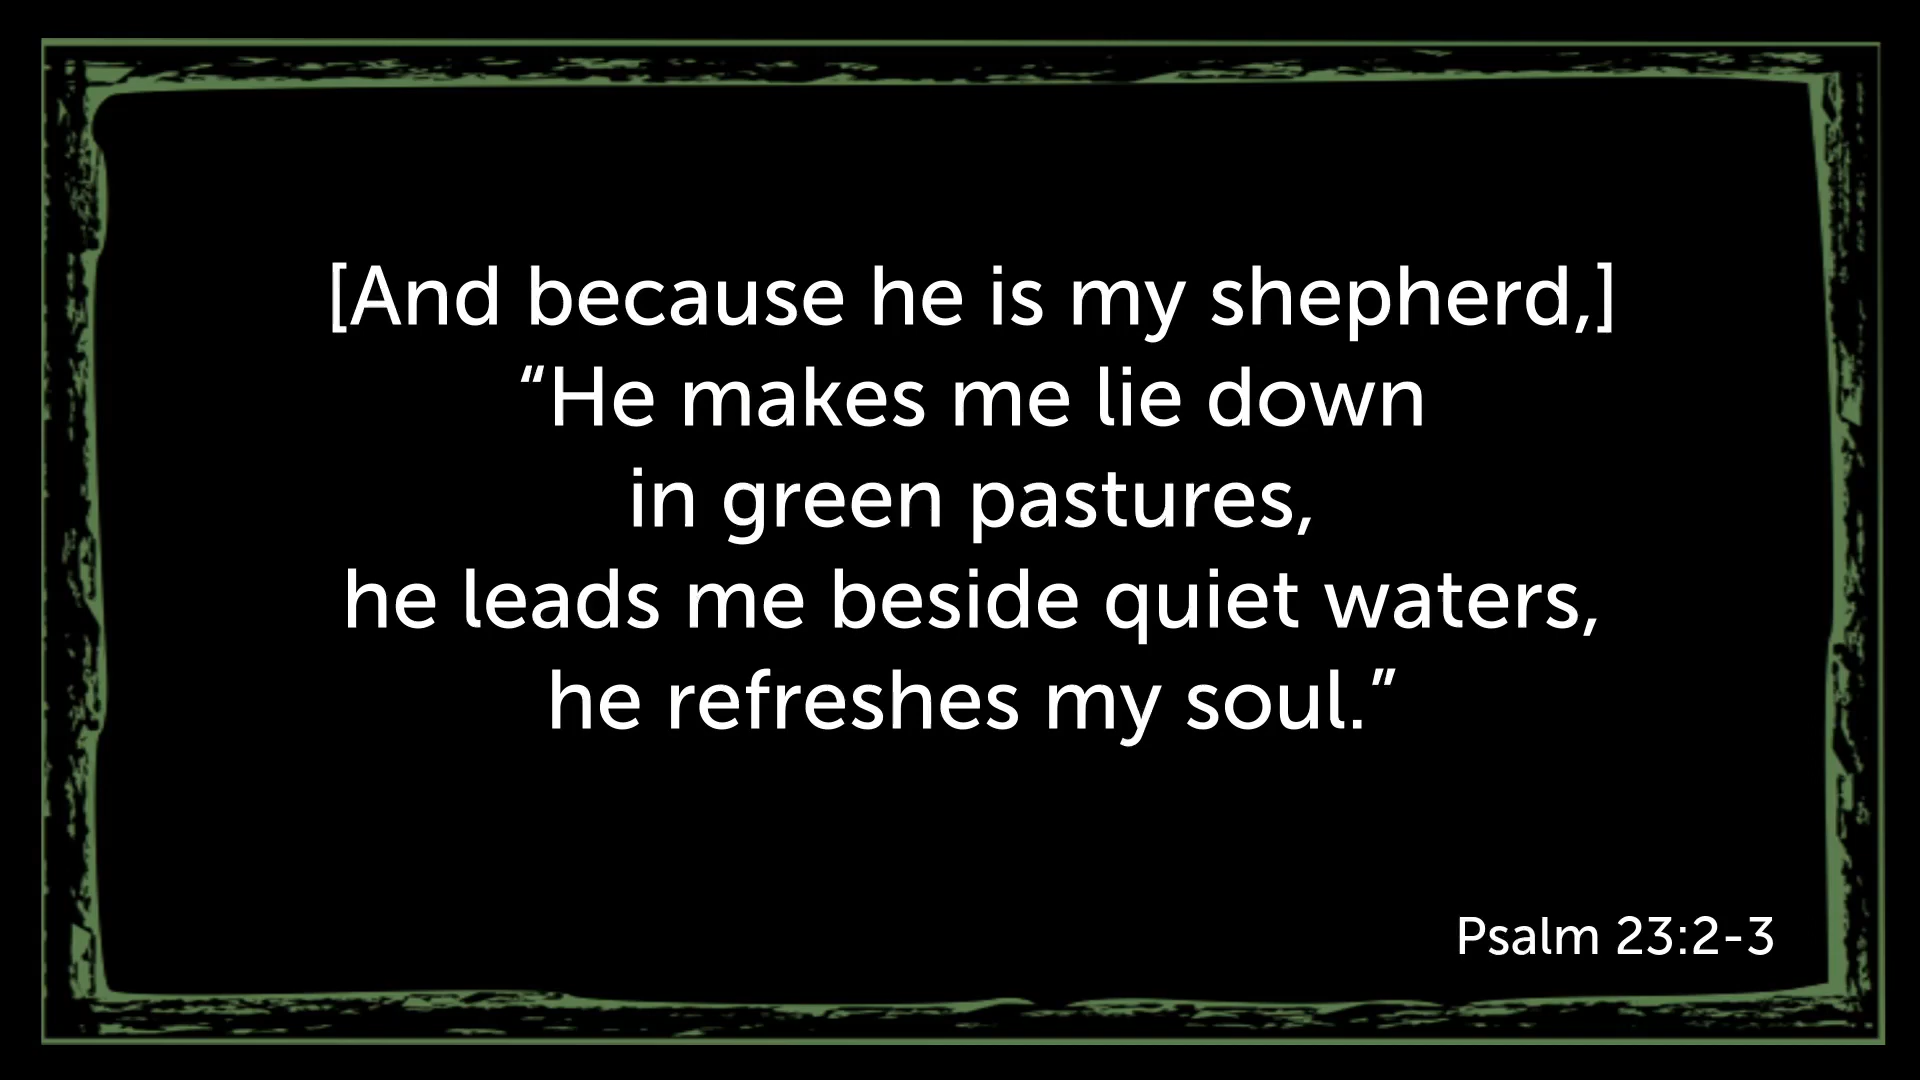 [And because he is my shepherd,]
“He makes me lie down
in green pastures,
he leads me beside quiet waters,
he refreshes my soul.”
Psalm 23:2-3